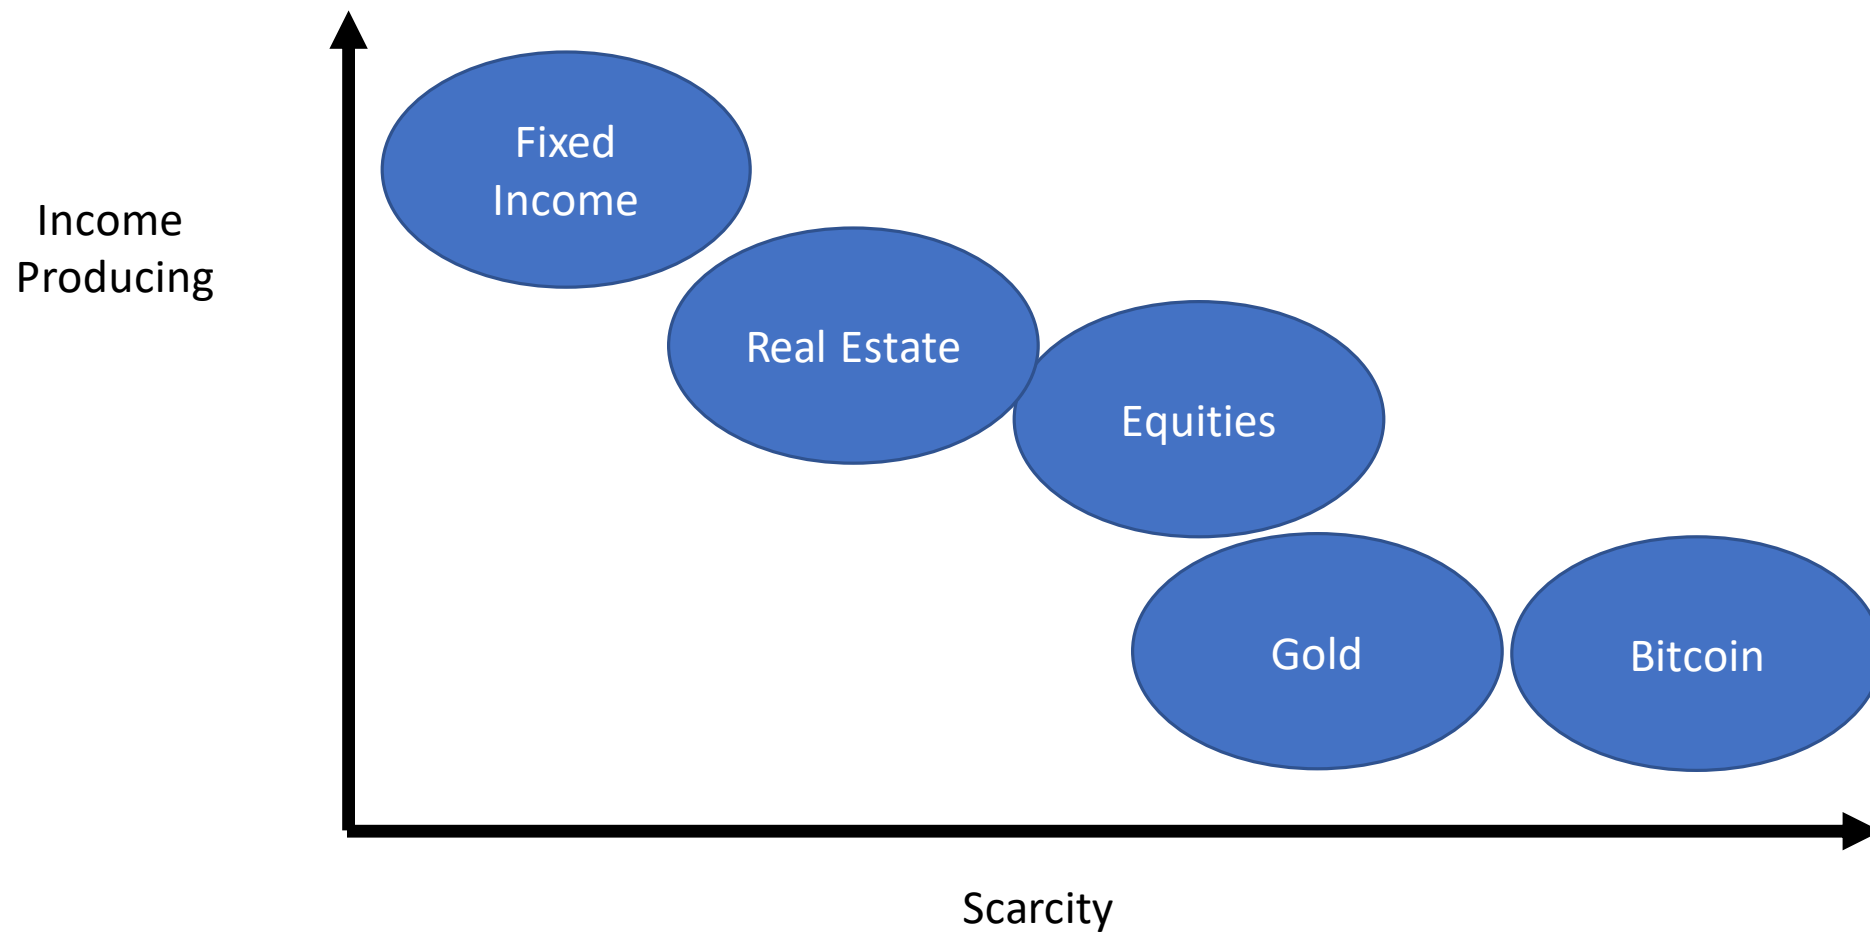 Income
Producing
Fixed
Income
Real Estate
Equities
Gold
Bitcoin
Scarcity